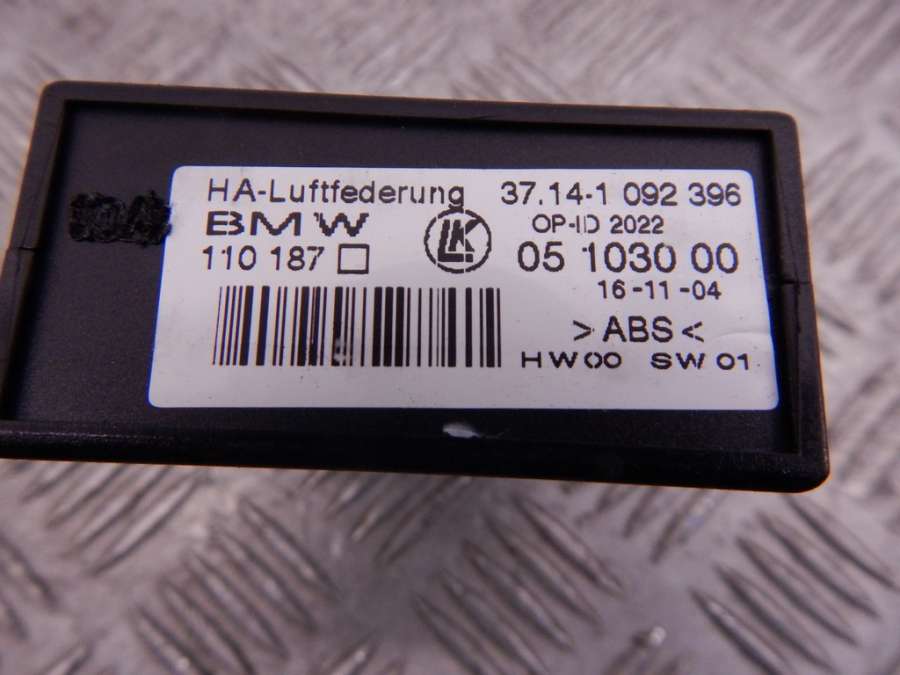 HA-Luftfederung 37.14-1 092 396
BMW LK OP-ID 2022
110 187 05 1030 00
16-11-04
>ABS<
HW00 SW01